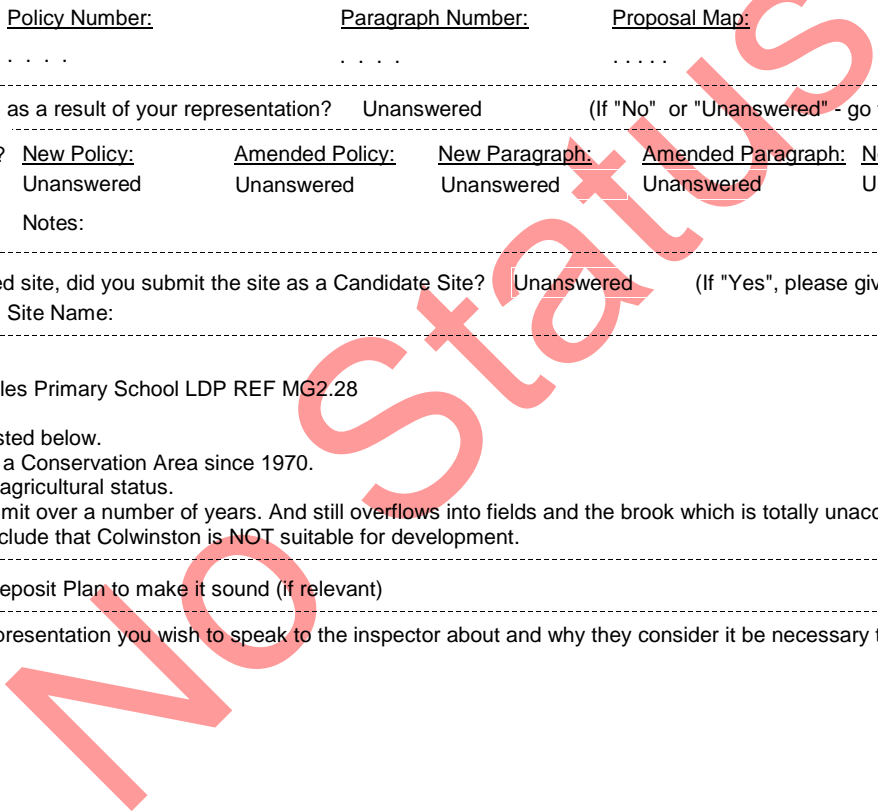 Policy Number: Paragraph Number: Proposal Map:
. . . . . . . . . . . . .
as a result of your representation? Unanswered (If "No" or "Unanswered" - go
? New Policy: Amended Policy: New Paragraph: Amended Paragraph:
Unanswered Unanswered Unanswered Unanswered
Notes:
ed site, did you submit the site as a Candidate Site? Unanswered (If "Yes", please giv
Site Name:
les Primary School LDP REF MG2.28
sted below.
a Conservation Area since 1970.
agricultural status.
mit over a number of years. And still overflows into fields and the brook which is totally unacc
clude that Colwinston is NOT suitable for development.
eposit Plan to make it sound (if relevant)
presentation you wish to speak to the inspector about and why they consider it be necessary t
No Status